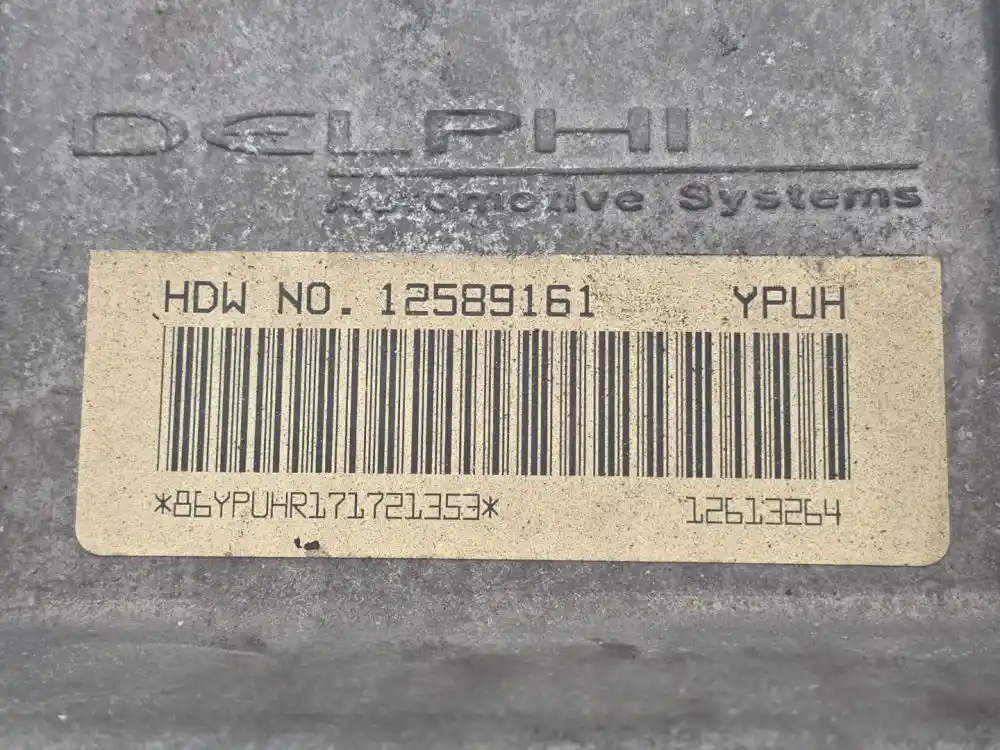 DELPHI
Automotive Systems
HDW NO. 12589161 YPUH
*86YPUHR171721353* 12613264